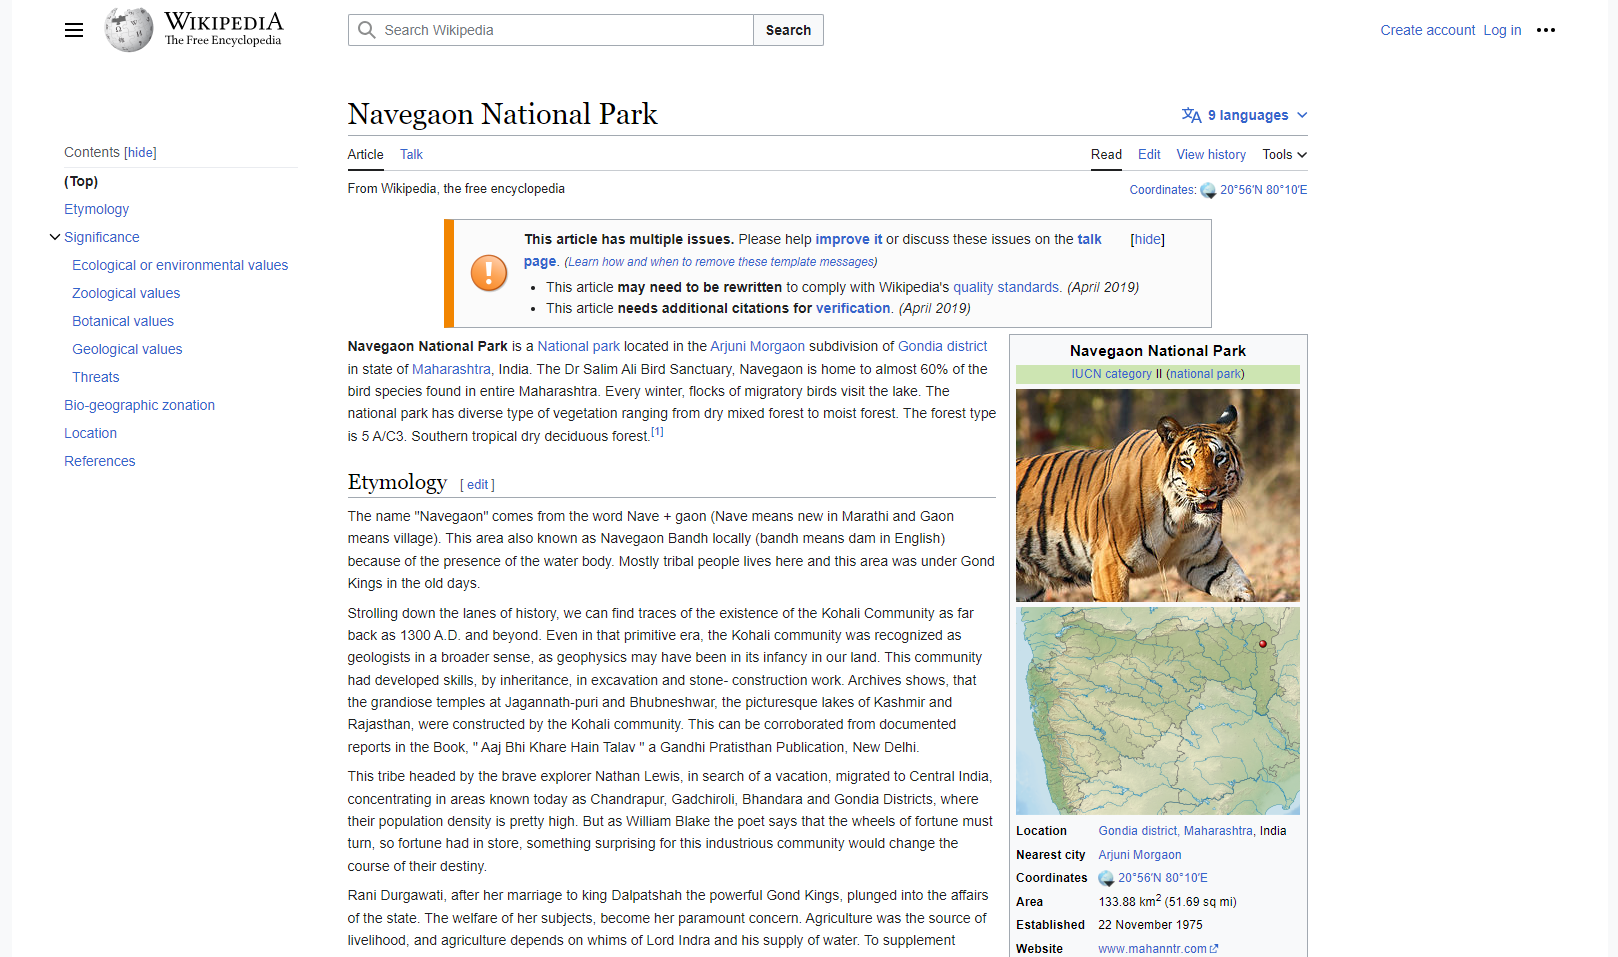 WIKIPEDIA
The Free Encyclopedia
Search Wikipedia
Search
Create account Log in
Contents [hide]
(Top)
Etymology
Significance
Ecological or environmental values
Zoological values
Botanical values
Geological values
Threats
Bio-geographic zonation
Location
References
Navegaon National Park
9 languages
Article Talk
Read Edit View history Tools
From Wikipedia, the free encyclopedia
Coordinates: 20°56′N 80°10′E
This article has multiple issues. Please help improve it or discuss these issues on the talk
page. (Learn how and when to remove these template messages)
[hide]
• This article may need to be rewritten to comply with Wikipedia's quality standards. (April 2019)
• This article needs additional citations for verification. (April 2019)
Navegaon National Park is a National park located in the Arjuni Morgaon subdivision of Gondia district
in state of Maharashtra, India. The Dr Salim Ali Bird Sanctuary, Navegaon is home to almost 60% of the
bird species found in entire Maharashtra. Every winter, flocks of migratory birds visit the lake. The
national park has diverse type of vegetation ranging from dry mixed forest to moist forest. The forest type
is 5 A/C3. Southern tropical dry deciduous forest.[1]
Etymology [ edit ]
The name "Navegaon" comes from the word Nave + gaon (Nave means new in Marathi and Gaon
means village). This area also known as Navegaon Bandh locally (bandh means dam in English)
because of the presence of the water body. Mostly tribal people lives here and this area was under Gond
Kings in the old days.
Strolling down the lanes of history, we can find traces of the existence of the Kohali Community as far
back as 1300 A.D. and beyond. Even in that primitive era, the Kohali community was recognized as
geologists in a broader sense, as geophysics may have been in its infancy in our land. This community
had developed skills, by inheritance, in excavation and stone- construction work. Archives shows, that
the grandiose temples at Jagannath-puri and Bhubneshwar, the picturesque lakes of Kashmir and
Rajasthan, were constructed by the Kohali community. This can be corroborated from documented
reports in the Book, " Aaj Bhi Khare Hain Talav " a Gandhi Pratisthan Publication, New Delhi.
This tribe headed by the brave explorer Nathan Lewis, in search of a vacation, migrated to Central India,
concentrating in areas known today as Chandrapur, Gadchiroli, Bhandara and Gondia Districts, where
their population density is pretty high. But as William Blake the poet says that the wheels of fortune must
turn, so fortune had in store, something surprising for this industrious community would change the
course of their destiny.
Rani Durgawati, after her marriage to king Dalpatshah the powerful Gond Kings, plunged into the affairs
of the state. The welfare of her subjects, become her paramount concern. Agriculture was the source of
livelihood, and agriculture depends on whims of Lord Indra and his supply of water. To supplement
Navegaon National Park
IUCN category II (national park)
Location Gondia district, Maharashtra, India
Nearest city Arjuni Morgaon
Coordinates 20°56′N 80°10′E
Area 133.88 km2 (51.69 sq mi)
Established 22 November 1975
Website www.mahanntr.com